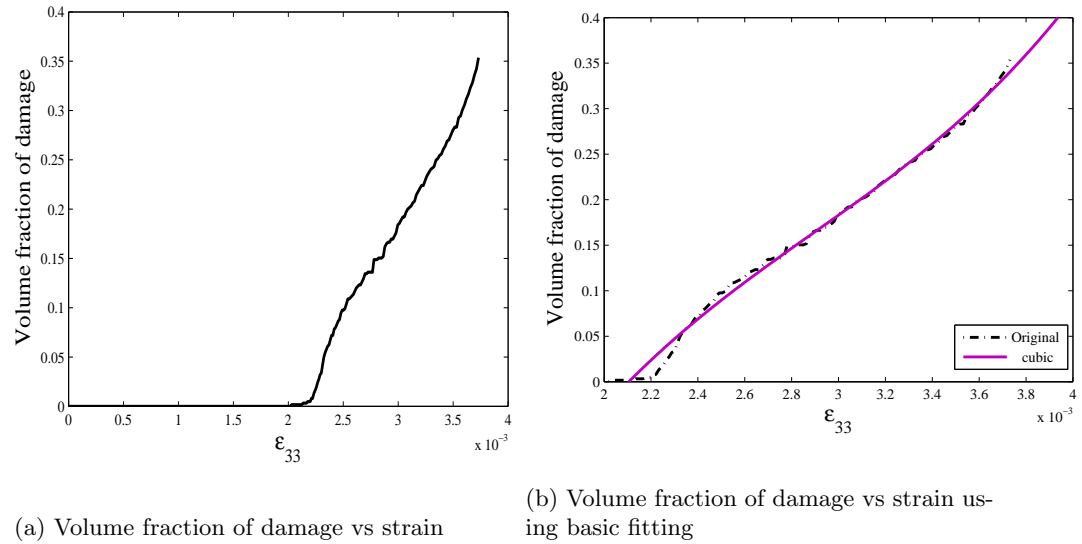 0.4
0.35
0.3
0.25
0.2
0.15
0.1
0.05
0
Volume fraction of damage
0 0.5 1 1.5 2 2.5 3 3.5 4
x 10⁻³
ε₃₃
(a) Volume fraction of damage vs strain
0.4
0.35
0.3
0.25
0.2
0.15
0.1
0.05
0
Volume fraction of damage
Original
cubic
2 2.2 2.4 2.6 2.8 3 3.2 3.4 3.6 3.8 4
x 10⁻³
ε₃₃
(b) Volume fraction of damage vs strain us-
ing basic fitting